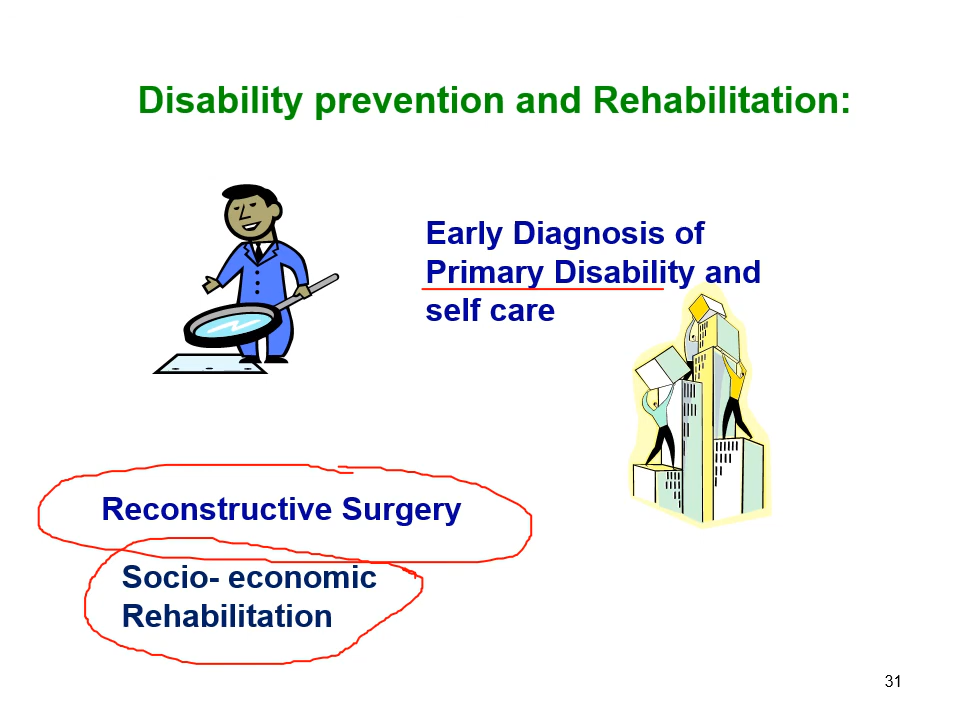 Disability prevention and Rehabilitation:
Early Diagnosis of
Primary Disability and
self care
Reconstructive Surgery
Socio- economic
Rehabilitation
31